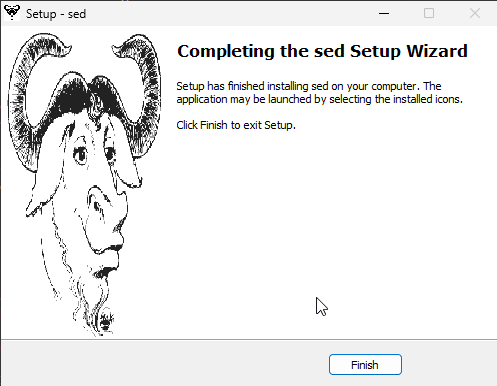 Setup - sed
Completing the sed Setup Wizard
Setup has finished installing sed on your computer. The
application may be launched by selecting the installed icons.
Click Finish to exit Setup.
Finish